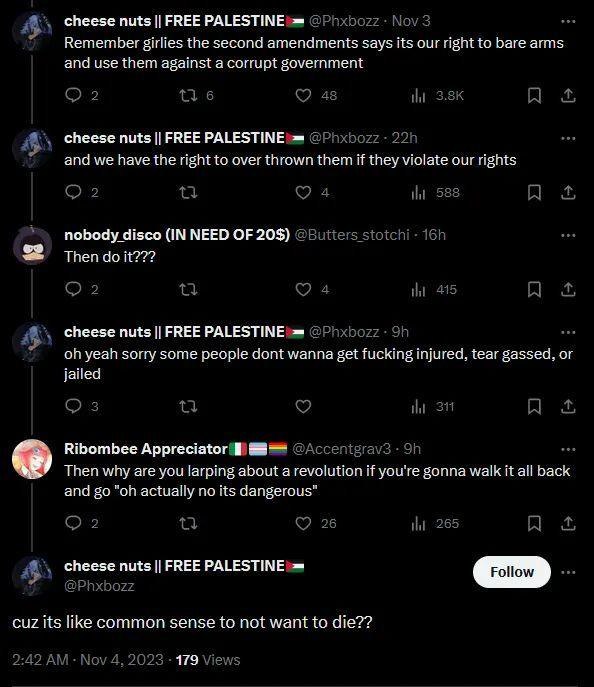 cheese nuts || FREE PALESTINE🇵🇸 @Phxbozz · Nov 3
Remember girlies the second amendments says its our right to bare arms
and use them against a corrupt government
2 6 48 3.8K
cheese nuts || FREE PALESTINE🇵🇸 @Phxbozz · 22h
and we have the right to over thrown them if they violate our rights
2 4 588
nobody_disco (IN NEED OF 20$) @Butters_stotchi · 16h
Then do it???
2 4 415
cheese nuts || FREE PALESTINE🇵🇸 @Phxbozz · 9h
oh yeah sorry some people dont wanna get fucking injured, tear gassed, or
jailed
3 311
Ribombee Appreciator🇮🇹🏳️‍⚧️🏳️‍🌈 @Accentgrav3 · 9h
Then why are you larping about a revolution if you're gonna walk it all back
and go "oh actually no its dangerous"
2 26 265
cheese nuts || FREE PALESTINE🇵🇸
Follow
@Phxbozz
cuz its like common sense to not want to die??
2:42 AM · Nov 4, 2023 · 179 Views